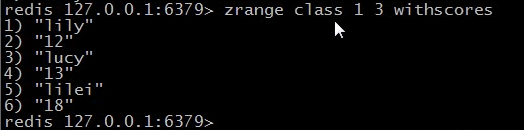 redis 127.0.0.1:6379> zrange class 1 3 withscores
1) "lily"
2) "12"
3) "lucy"
4) "13"
5) "lilei"
6) "18"
redis 127.0.0.1:6379>